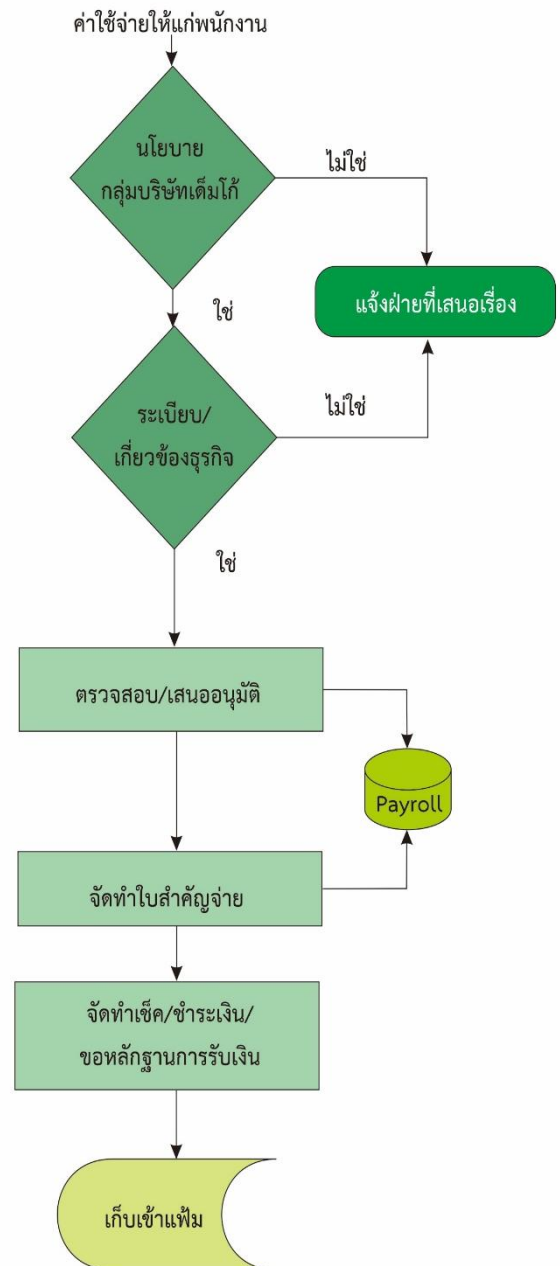 ค่าใช้จ่ายให้แก่พนักงาน
นโยบาย
กลุ่มบริษัทเด็มโก้
ไม่ใช่
แจ้งฝ่ายที่เสนอเรื่อง
ใช่
ระเบียบ/
เกี่ยวข้องธุรกิจ
ไม่ใช่
ใช่
ตรวจสอบ/เสนออนุมัติ
Payroll
จัดทำใบสำคัญจ่าย
จัดทำเช็ค/ชำระเงิน/
ขอหลักฐานการรับเงิน
เก็บเข้าแฟ้ม